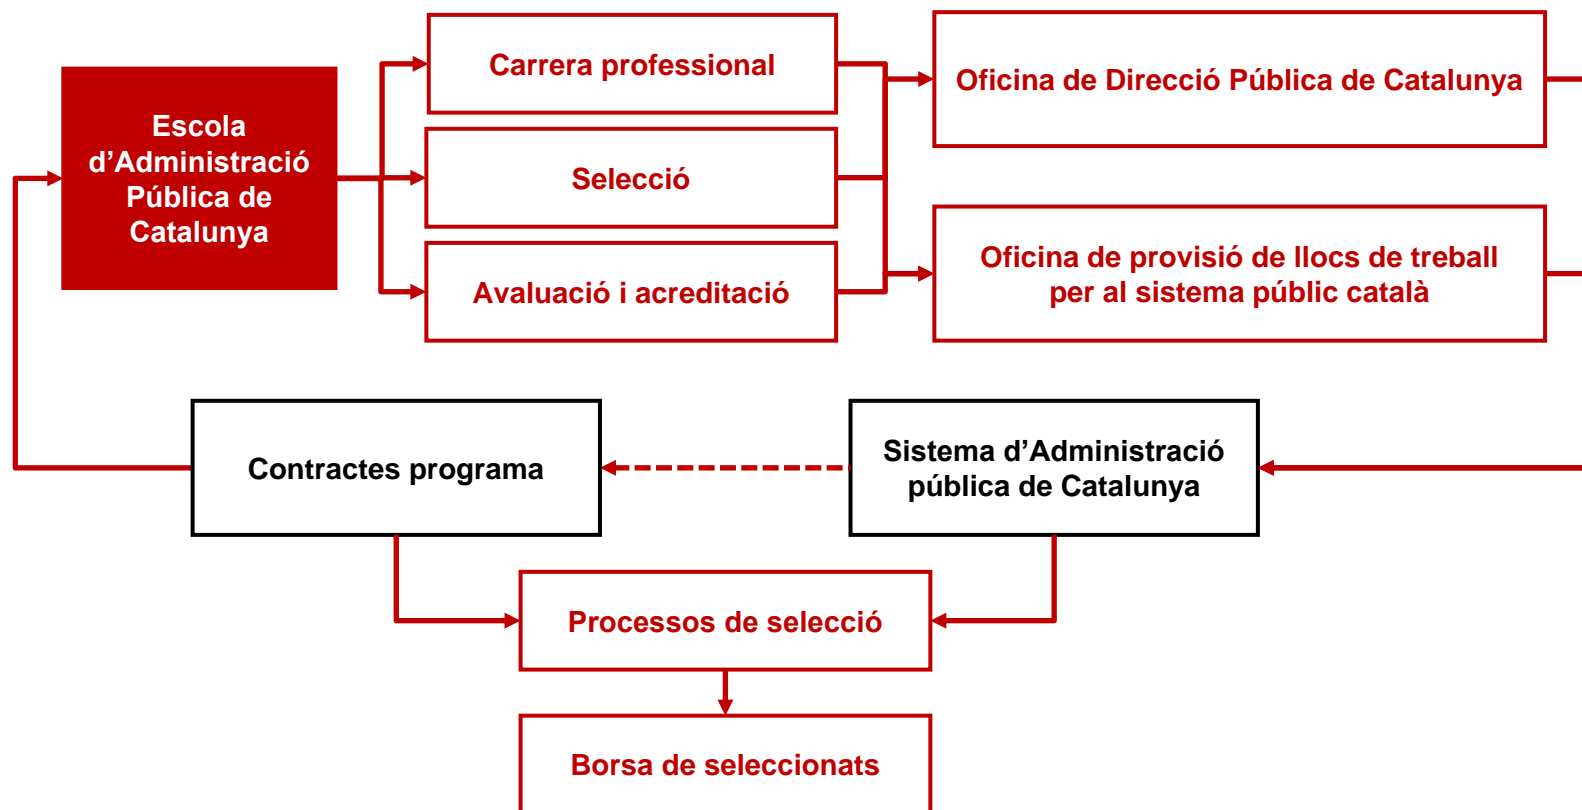 Carrera professional
Oficina de Direcció Pública de Catalunya
Escola
d’Administració
Pública de
Catalunya
Selecció
Avaluació i acreditació
Oficina de provisió de llocs de treball
per al sistema públic català
Contractes programa
Sistema d’Administració
pública de Catalunya
Processos de selecció
Borsa de seleccionats